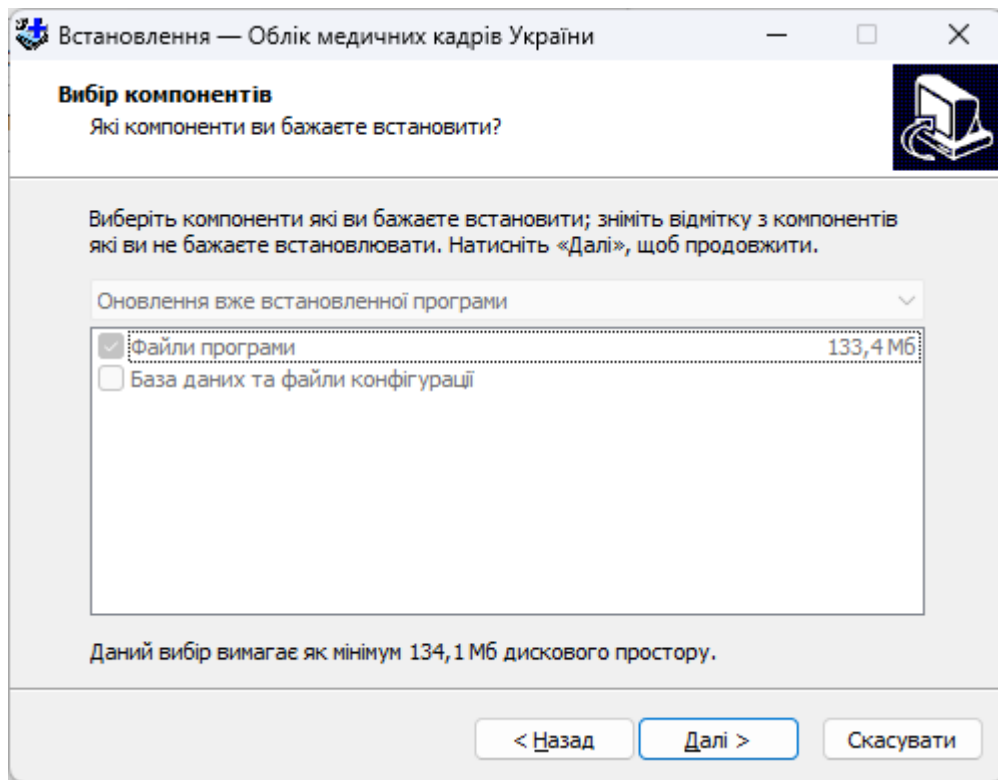 Встановлення — Облік медичних кадрів України
Вибір компонентів
Які компоненти ви бажаєте встановити?
Виберіть компоненти які ви бажаєте встановити; зніміть відмітку з компонентів
які ви не бажаєте встановлювати. Натисніть «Далі», щоб продовжити.
Оновлення вже встановленної програми
Файли програми 133,4 Мб
База даних та файли конфігурації
Даний вибір вимагає як мінімум 134,1 Мб дискового простору.
< Назад Далі > Скасувати